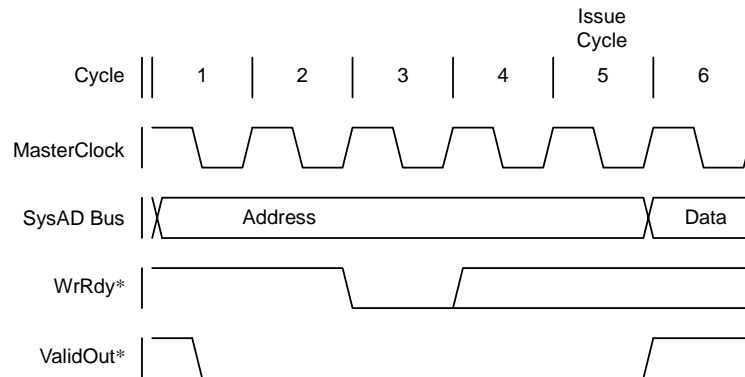 Issue
Cycle
Cycle 1 2 3 4 5 6
MasterClock
SysAD Bus Address Data
WrRdy*
ValidOut*